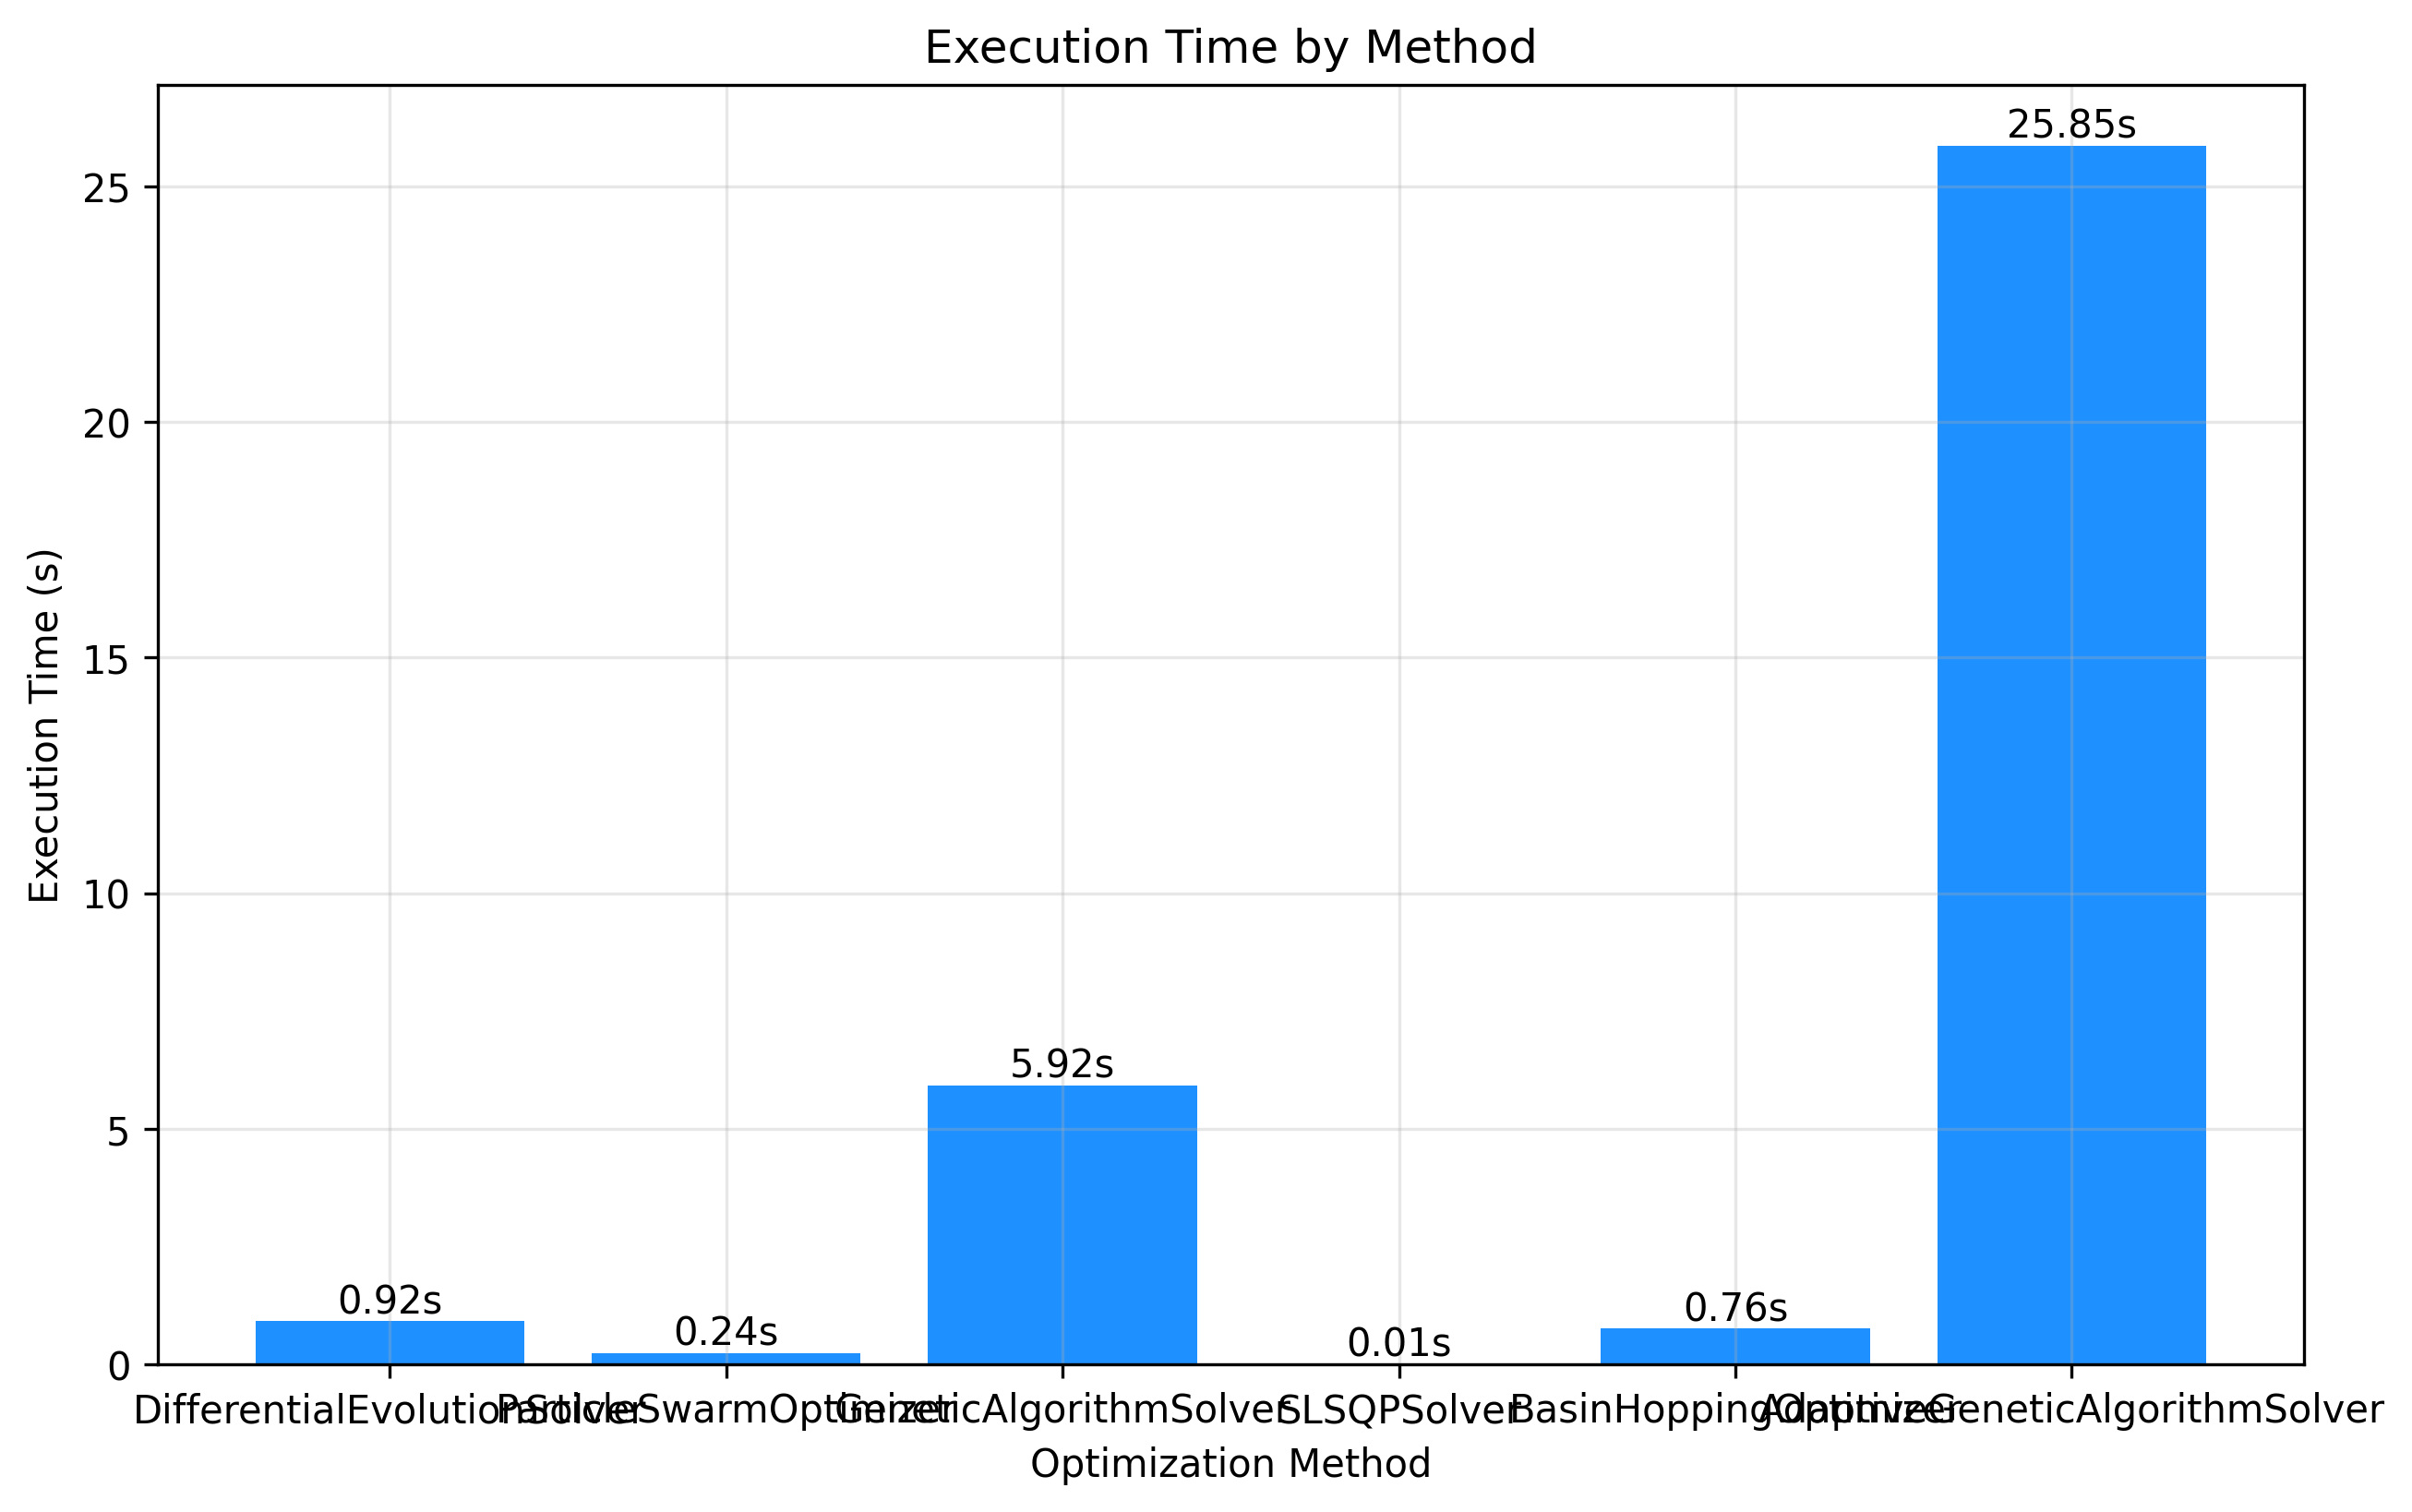 Execution Time by Method
25.85s
25
20
15
10
5.92s
5
0.92s
0.24s
0.01s
0.76s
0
Execution Time (s)
DifferentialEvolutionSolver ParticleSwarmOptimizer GeneticAlgorithmSolver SLSQPSolver BasinHoppingOptimizer AdaptiveGeneticAlgorithmSolver
Optimization Method